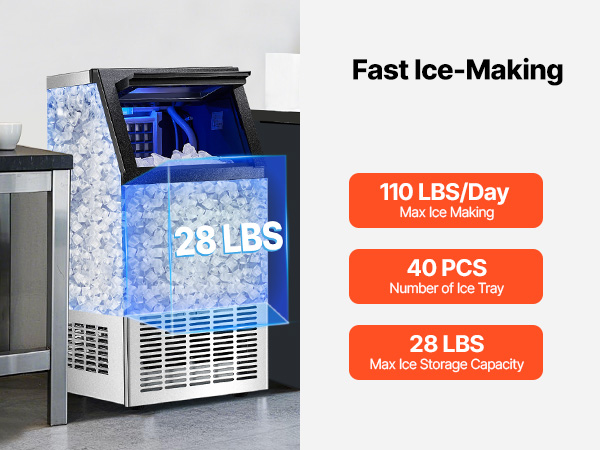 Fast Ice-Making
28 LBS
110 LBS/Day
Max Ice Making
40 PCS
Number of Ice Tray
28 LBS
Max Ice Storage Capacity